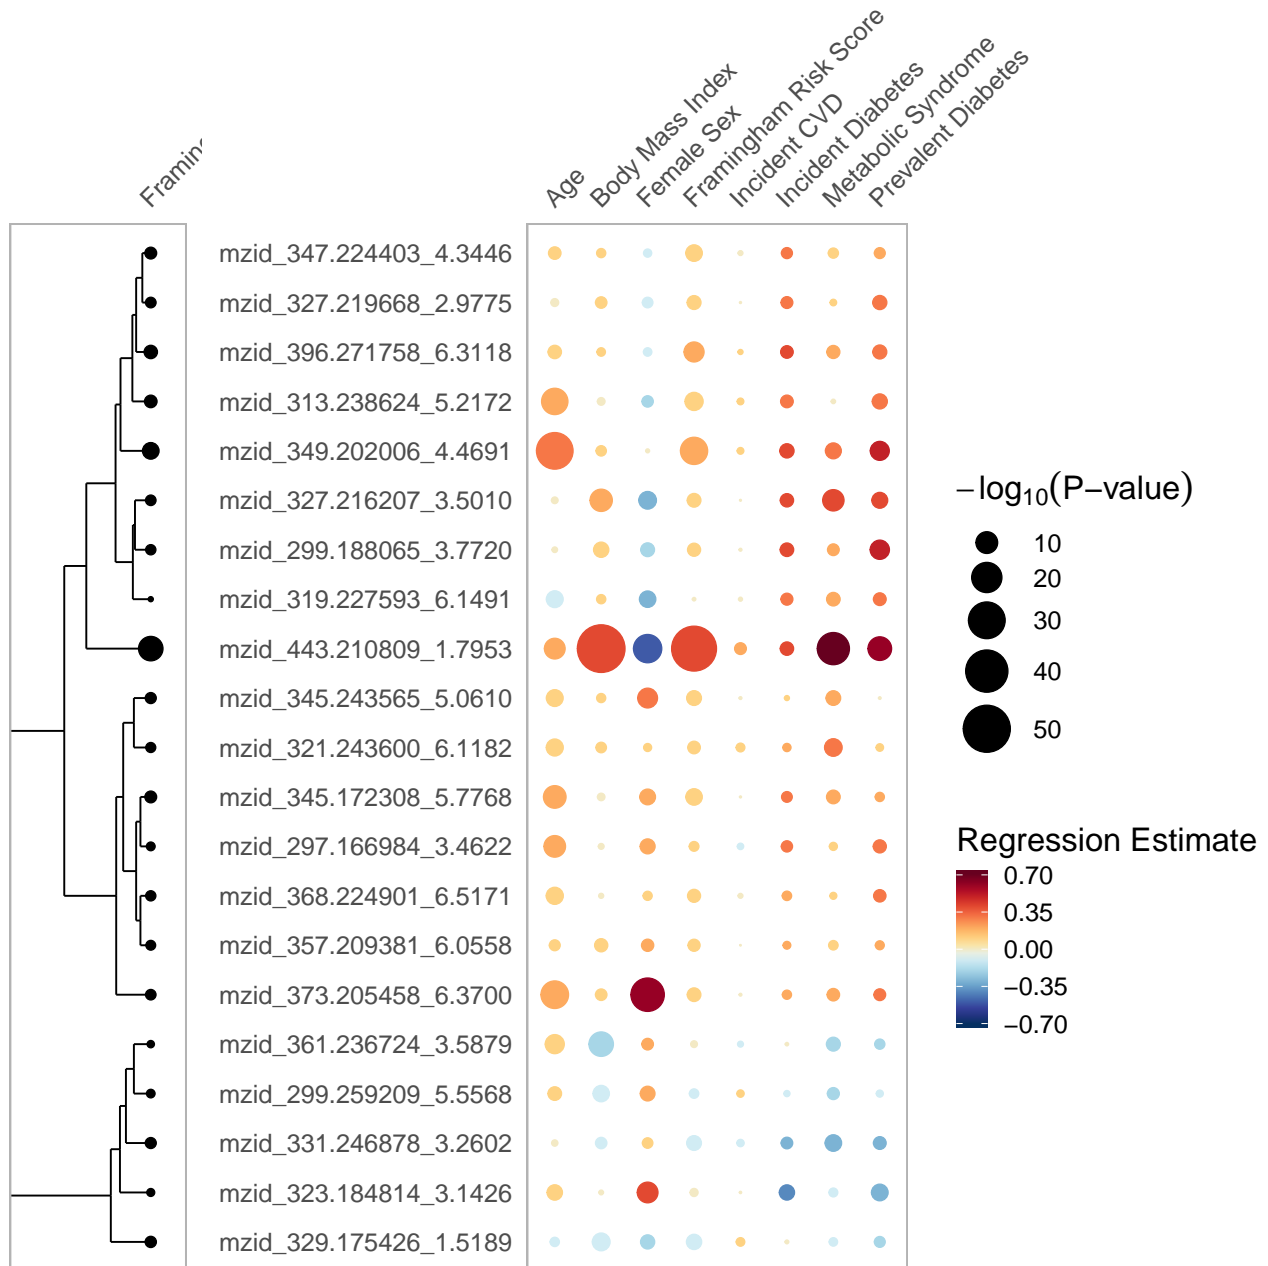 Framin
Age
Body Mass Index
Female Sex
Framingham Risk Score
Incident CVD
Incident Diabetes
Metabolic Syndrome
Prevalent Diabetes
mzid_347.224403_4.3446
mzid_327.219668_2.9775
mzid_396.271758_6.3118
mzid_313.238624_5.2172
mzid_349.202006_4.4691
mzid_327.216207_3.5010
mzid_299.188065_3.7720
mzid_319.227593_6.1491
mzid_443.210809_1.7953
mzid_345.243565_5.0610
mzid_321.243600_6.1182
mzid_345.172308_5.7768
mzid_297.166984_3.4622
mzid_368.224901_6.5171
mzid_357.209381_6.0558
mzid_373.205458_6.3700
mzid_361.236724_3.5879
mzid_299.259209_5.5568
mzid_331.246878_3.2602
mzid_323.184814_3.1426
mzid_329.175426_1.5189
−log₁₀(P−value)
10
20
30
40
50
Regression Estimate
0.70
0.35
0.00
−0.35
−0.70